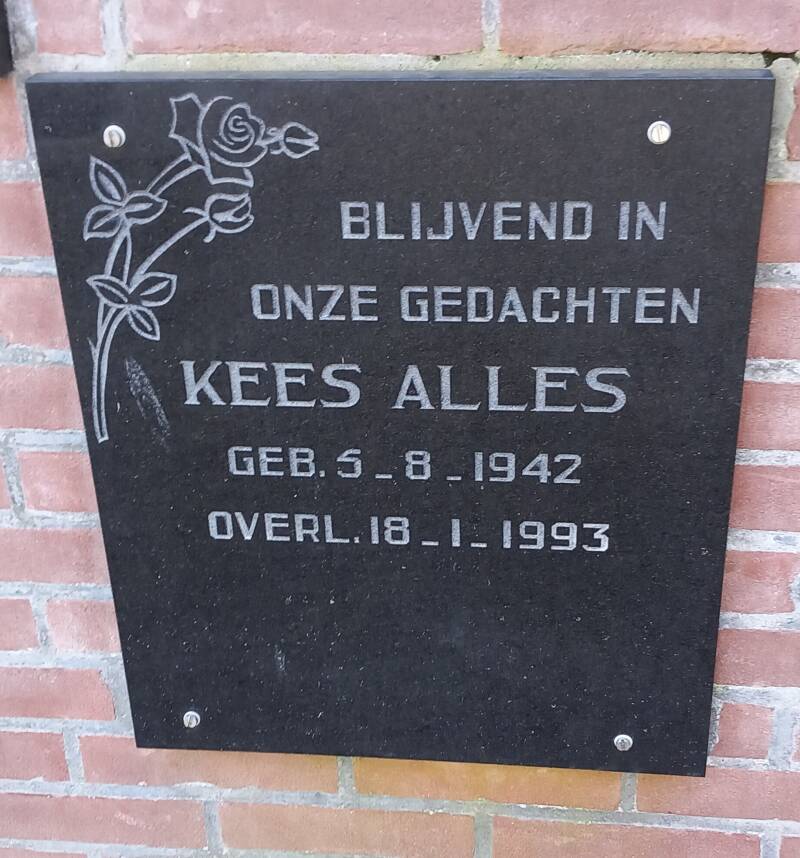 BLIJVEND IN
ONZE GEDACHTEN
KEES ALLES
GEB. 5-8-1942
OVERL. 18-1-1993